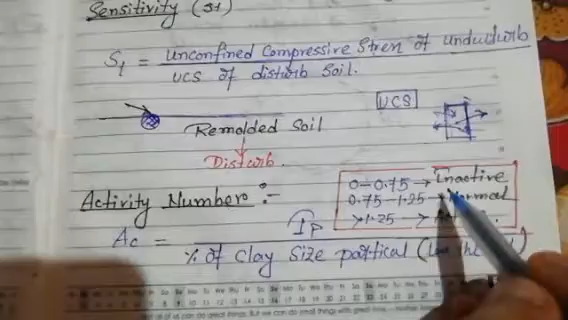 Sensitivity (St)
St = Unconfined Compressive Stren of undisturb
UCS of disturb Soil.
UCS
Remolded Soil
Disturb.
Activity Number :-
0-0.75 → Inactive
0.75-1.25 → Normal
>1.25 →
Ac = Ip
% of Clay Size partical